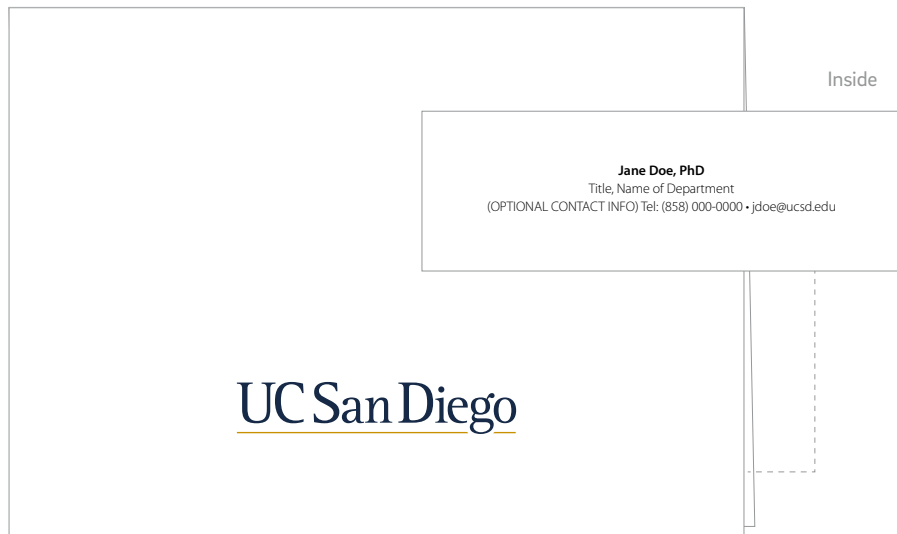 Inside
Jane Doe, PhD
Title, Name of Department
(OPTIONAL CONTACT INFO) Tel: (858) 000-0000 • jdoe@ucsd.edu
UC San Diego